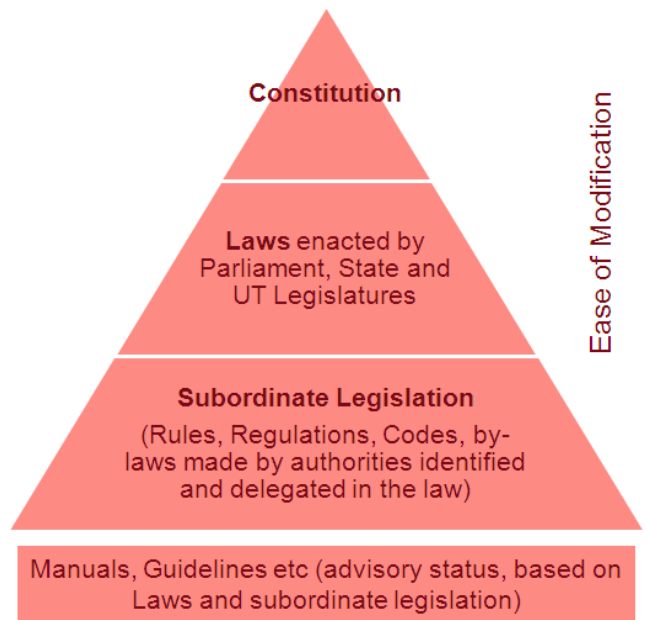 Constitution
Laws enacted by
Parliament, State and
UT Legislatures
Subordinate Legislation
(Rules, Regulations, Codes, by-
laws made by authorities identified
and delegated in the law)
Manuals, Guidelines etc (advisory status, based on
Laws and subordinate legislation)
Ease of Modification